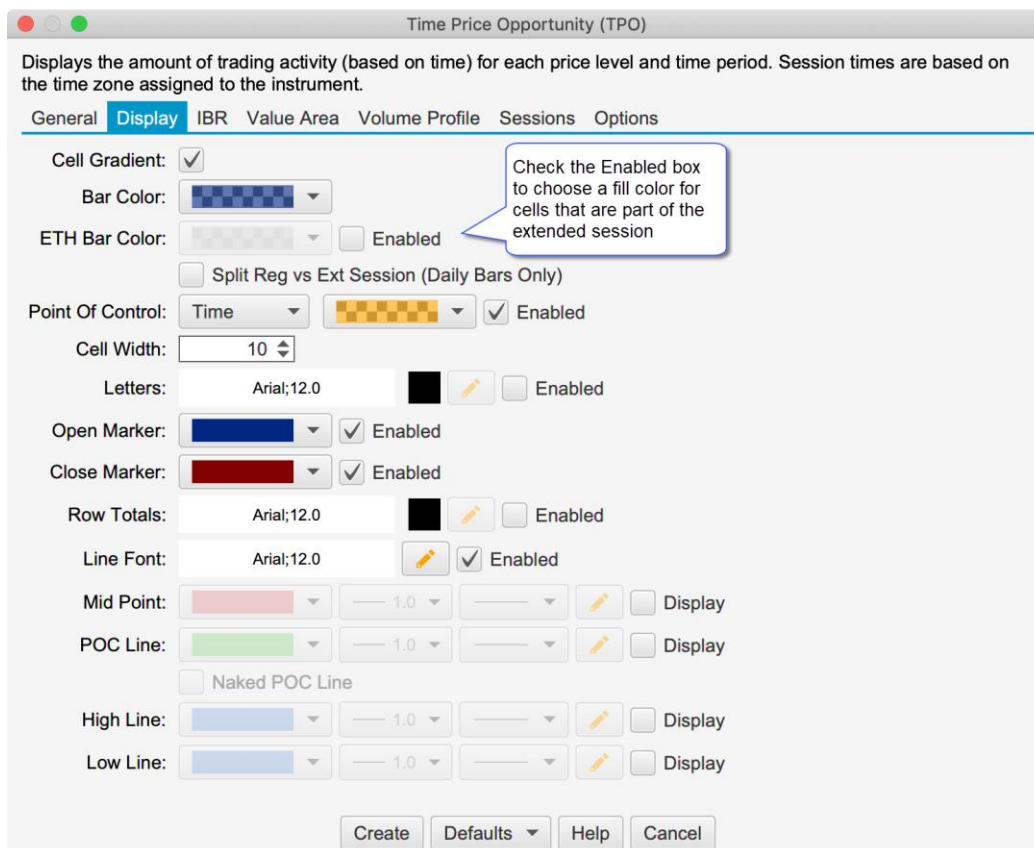 Time Price Opportunity (TPO)
Displays the amount of trading activity (based on time) for each price level and time period. Session times are based on
the time zone assigned to the instrument.
General Display IBR Value Area Volume Profile Sessions Options
Cell Gradient:
Check the Enabled box
to choose a fill color for
cells that are part of the
extended session
Bar Color:
ETH Bar Color: Enabled
Split Reg vs Ext Session (Daily Bars Only)
Point Of Control: Time Enabled
Cell Width: 10
Letters: Arial;12.0 Enabled
Open Marker: Enabled
Close Marker: Enabled
Row Totals: Arial;12.0 Enabled
Line Font: Arial;12.0 Enabled
Mid Point: 1.0 Display
POC Line: 1.0 Display
Naked POC Line
High Line: 1.0 Display
Low Line: 1.0 Display
Create Defaults Help Cancel